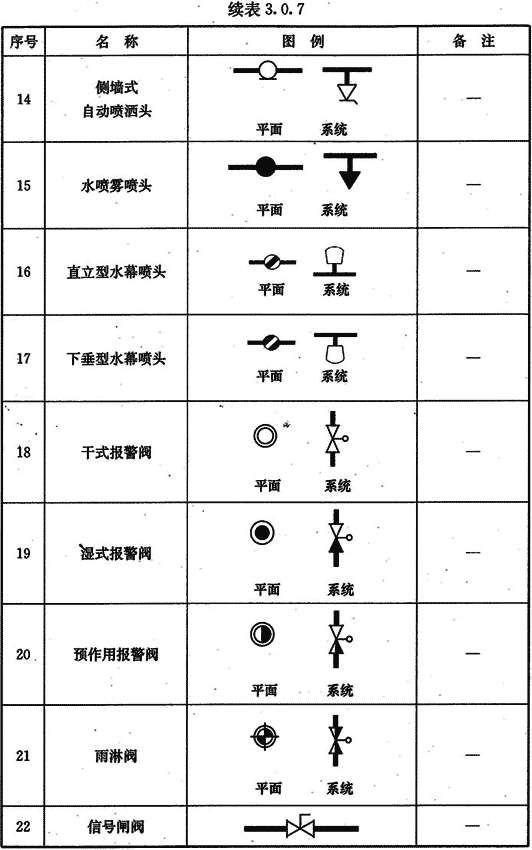 续表 3.0.7
序号 名称 图例 备注
14 侧墙式
自动喷洒头 平面 系统 —
15 水喷雾喷头 平面 系统 —
16 直立型水幕喷头 平面 系统 —
17 下垂型水幕喷头 平面 系统 —
18 干式报警阀 平面 系统 —
19 湿式报警阀 平面 系统 —
20 预作用报警阀 平面 系统 —
21 雨淋阀 平面 系统 —
22 信号闸阀 —